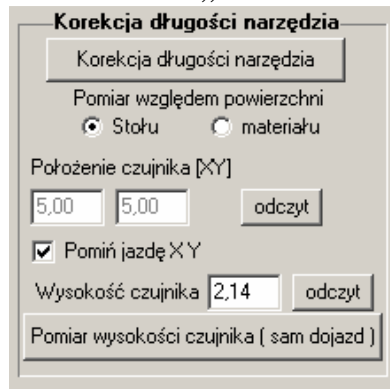 Korekcja długości narzędzia
Korekcja długości narzędzia
Pomiar względem powierzchni
Stołu materiału
Położenie czujnika [XY]
5,00 5,00 odczyt
Pomiń jazdę X Y
Wysokość czujnika 2,14 odczyt
Pomiar wysokości czujnika ( sam dojazd )